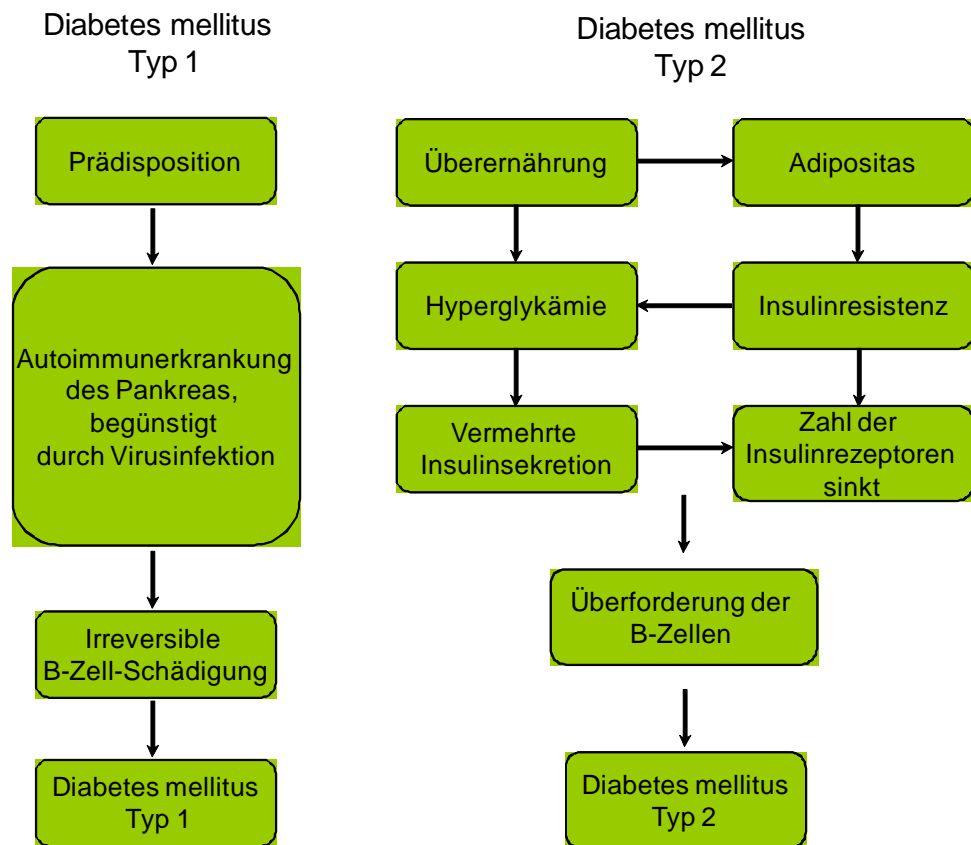 Diabetes mellitus
Typ 1
Prädisposition
Autoimmunerkrankung
des Pankreas,
begünstigt
durch Virusinfektion
Irreversible
B-Zell-Schädigung
Diabetes mellitus
Typ 1
Diabetes mellitus
Typ 2
Überernährung
Adipositas
Hyperglykämie
Insulinresistenz
Vermehrte
Insulinsekretion
Zahl der
Insulinrezeptoren
sinkt
Überforderung der
B-Zellen
Diabetes mellitus
Typ 2